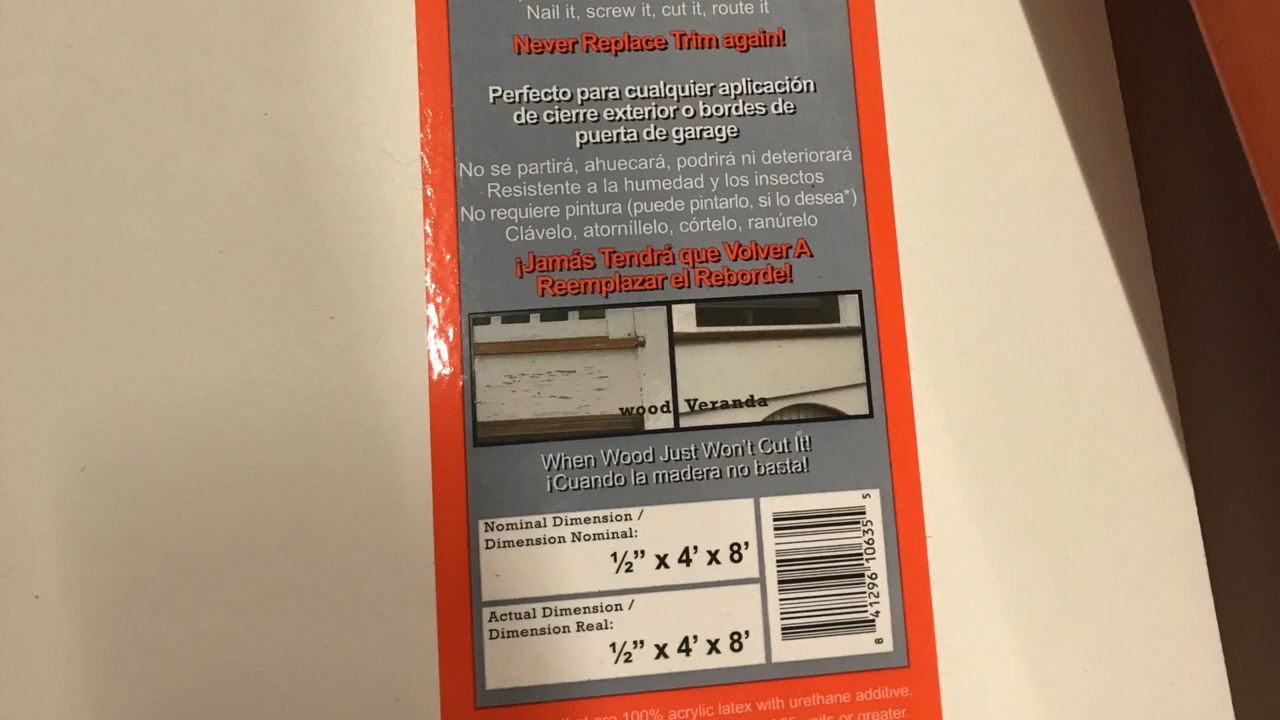 Nail it, screw it, cut it, route it
Never Replace Trim again!
Perfecto para cualquier aplicación
de cierre exterior o bordes de
puerta de garage
No se partirá, ahuecará, podrirá ni deteriorará
Resistente a la humedad y los insectos
No requiere pintura (puede pintarlo, si lo desea*)
Clávelo, atorníllelo, córtelo, ranúrelo
¡Jamás Tendrá que Volver A
Reemplazar el Reborde!
wood
Veranda
When Wood Just Won't Cut It!
¡Cuando la madera no basta!
Nominal Dimension /
Dimension Nominal:
½” x 4’ x 8’
Actual Dimension /
Dimension Real:
½” x 4’ x 8’
8 41296 10635 5
are 100% acrylic latex with urethane additive,
units or greater.